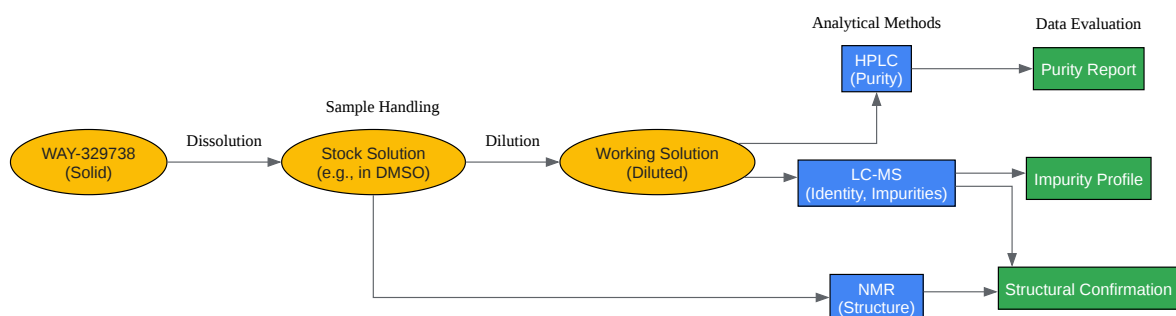 Analytical Methods
Data Evaluation
HPLC
(Purity)
Purity Report
Sample Handling
WAY-329738
(Solid)
Dissolution
Stock Solution
(e.g., in DMSO)
Dilution
Working Solution
(Diluted)
LC-MS
(Identity, Impurities)
Impurity Profile
NMR
(Structure)
Structural Confirmation